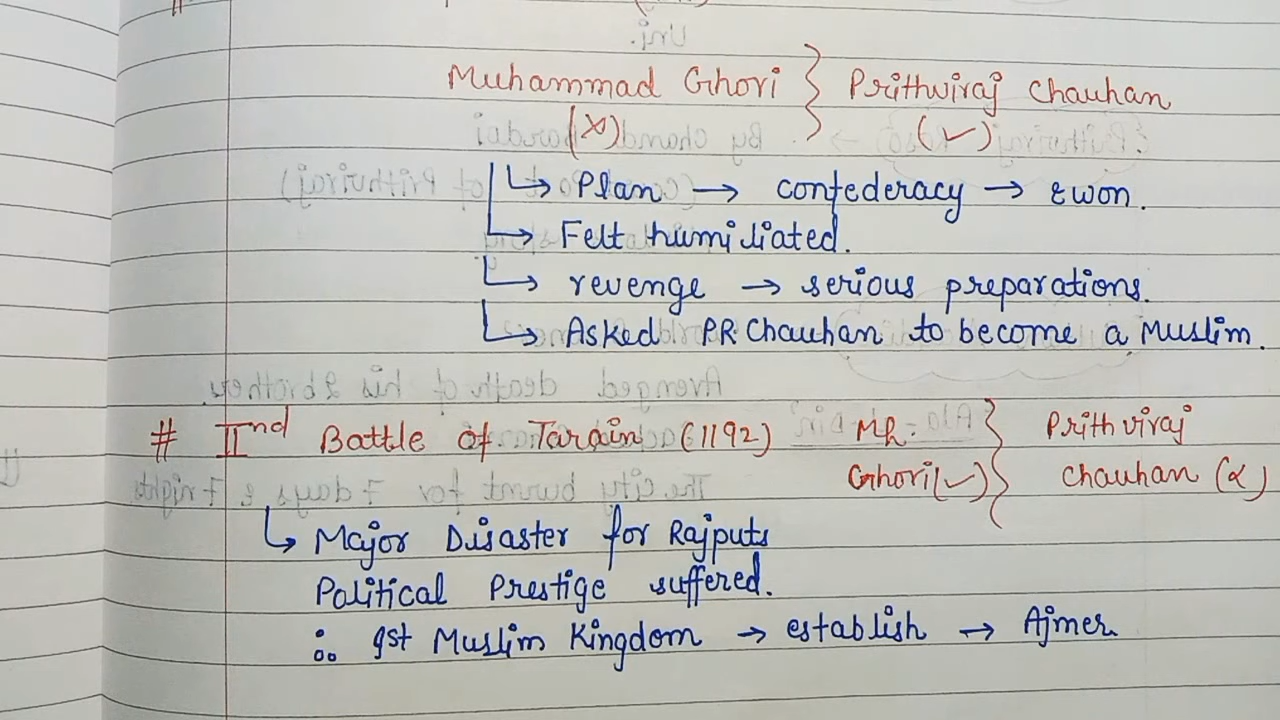 Muhammad Ghori } Prithviraj Chauhan
(×) (✓)
↳ Plan → confederacy → & won.
↳ Felt humiliated.
↳ revenge → serious preparations.
↳ Asked P.R. Chauhan to become a Muslim.
# IInd Battle of Tarain (1192) Mh. } Prithviraj
Ghori (✓) Chauhan (×)
↳ Major Disaster for Rajputs
Political Prestige suffered.
∴ 1st Muslim Kingdom → establish → Ajmer